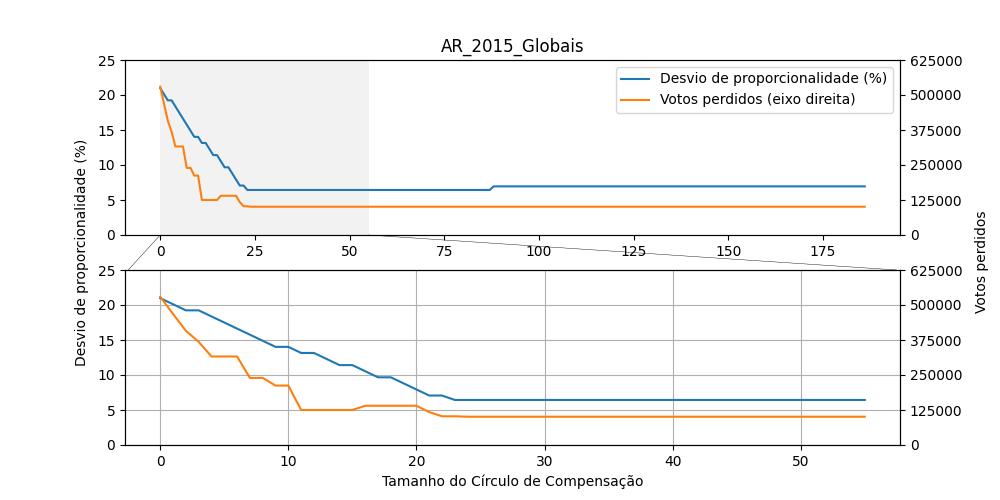 AR_2015_Globais
25 625000
Desvio de proporcionalidade (%)
Votos perdidos (eixo direita)
20 500000
15 375000
10 250000
5 125000
0 0
0 25 50 75 100 125 150 175
Desvio de proporcionalidade (%)
Votos perdidos
25 625000
20 500000
15 375000
10 250000
5 125000
0 0
0 10 20 30 40 50
Tamanho do Círculo de Compensação